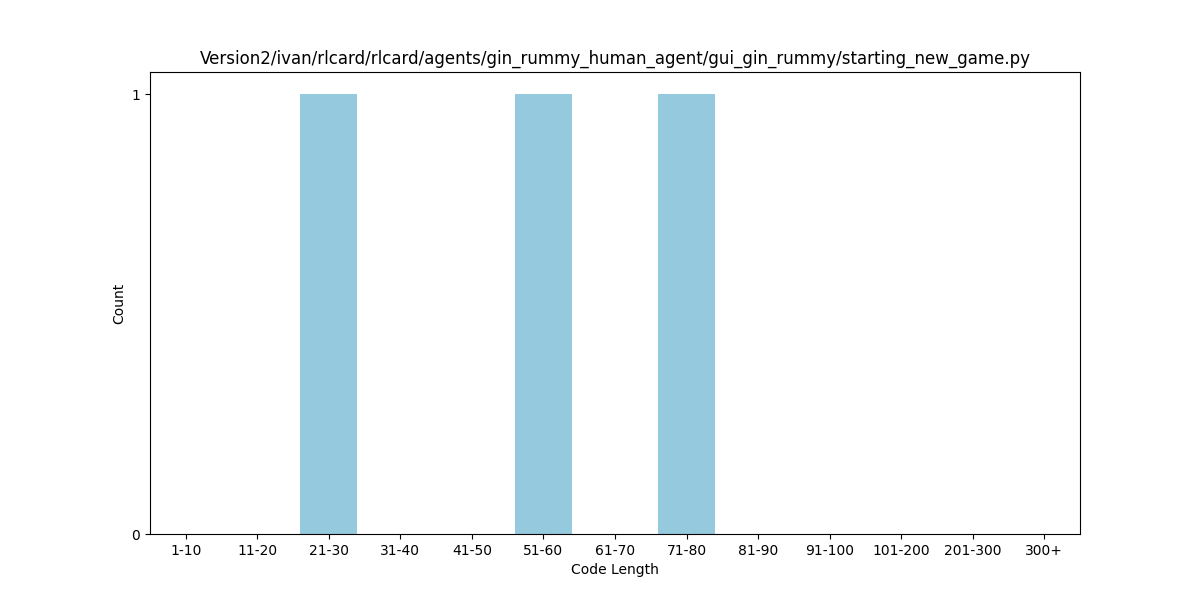 Version2/ivan/rlcard/rlcard/agents/gin_rummy_human_agent/gui_gin_rummy/starting_new_game.py
1
Count
0
1-10 11-20 21-30 31-40 41-50 51-60 61-70 71-80 81-90 91-100 101-200 201-300 300+
Code Length